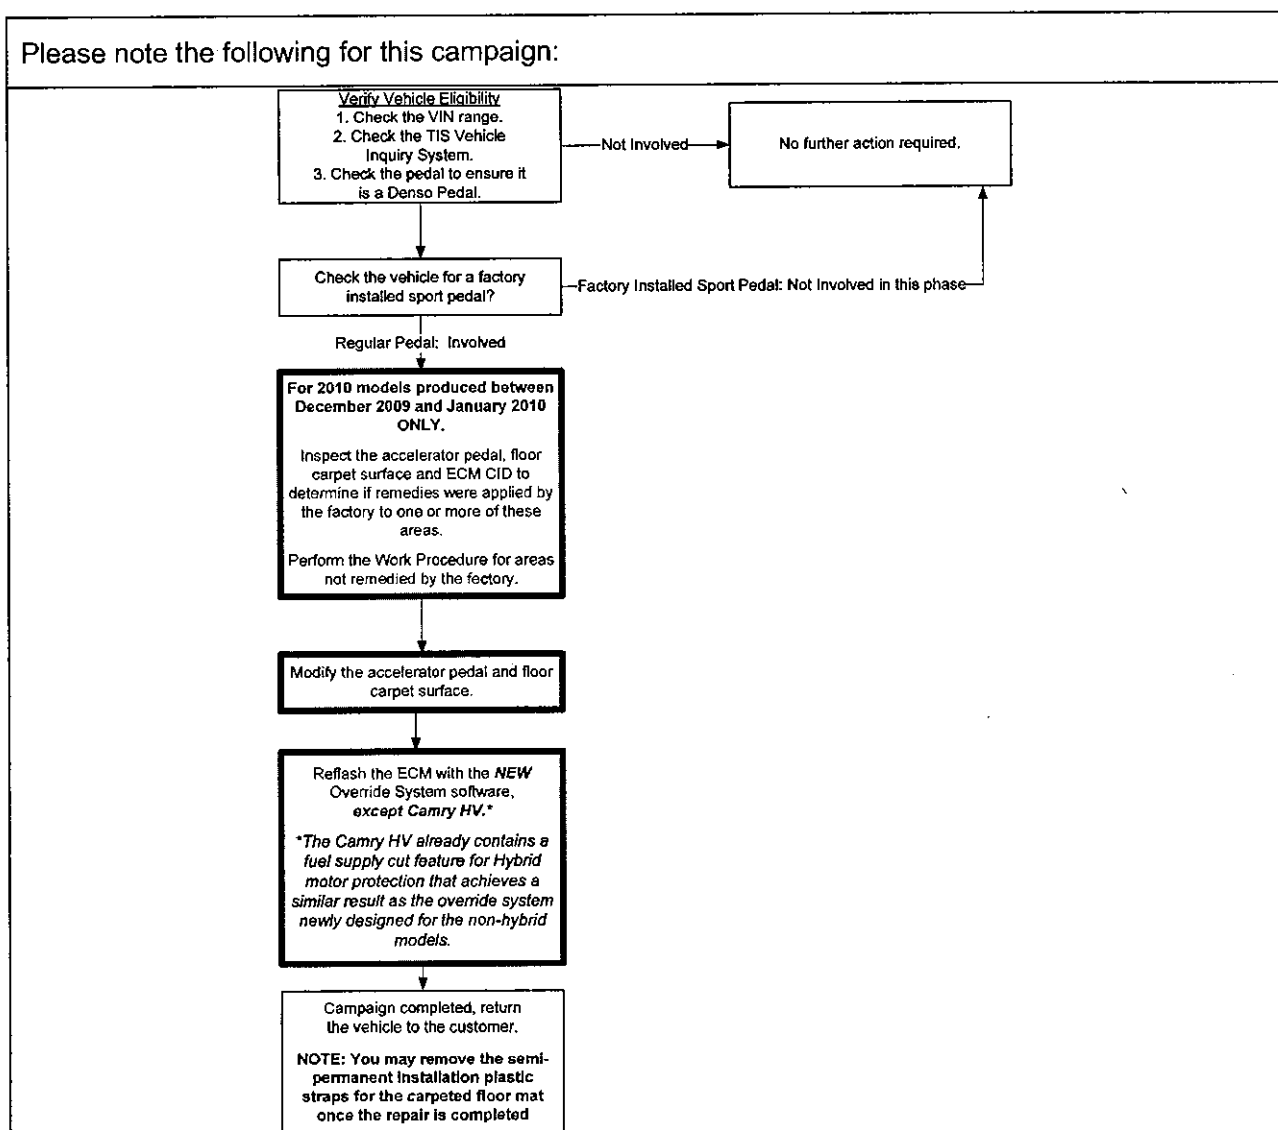 Please note the following for this campaign:
Verify Vehicle Eligibility
1. Check the VIN range.
2. Check the TIS Vehicle
Inquiry System.
3. Check the pedal to ensure it
is a Denso Pedal.
Not Involved
No further action required.
Check the vehicle for a factory
installed sport pedal?
Factory Installed Sport Pedal: Not Involved in this phase
Regular Pedal: Involved
For 2010 models produced between
December 2009 and January 2010
ONLY.
Inspect the accelerator pedal, floor
carpet surface and ECM CID to
determine if remedies were applied by
the factory to one or more of these
areas.
Perform the Work Procedure for areas
not remedied by the fectory.
Modify the accelerator pedal and floor
carpet surface.
Reflash the ECM with the NEW
Override System software,
except Camry HV.*
*The Camry HV already contains a
fuel supply cut feature for Hybrid
motor protection that achieves a
similar result as the override system
newly designed for the non-hybrid
models.
Campaign completed, return
the vehicle to the customer.
NOTE: You may remove the semi-
permanent installation plastic
straps for the carpeted floor mat
once the repair is completed